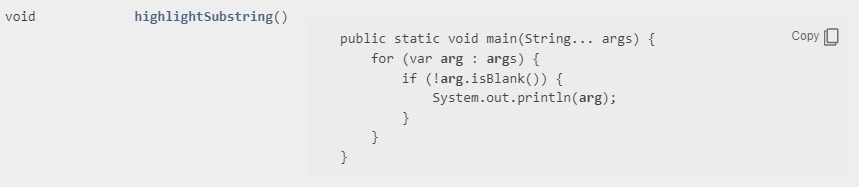 void highlightSubstring()
public static void main(String... args) { Copy
    for (var arg : args) {
        if (!arg.isBlank()) {
            System.out.println(arg);
        }
    }
}